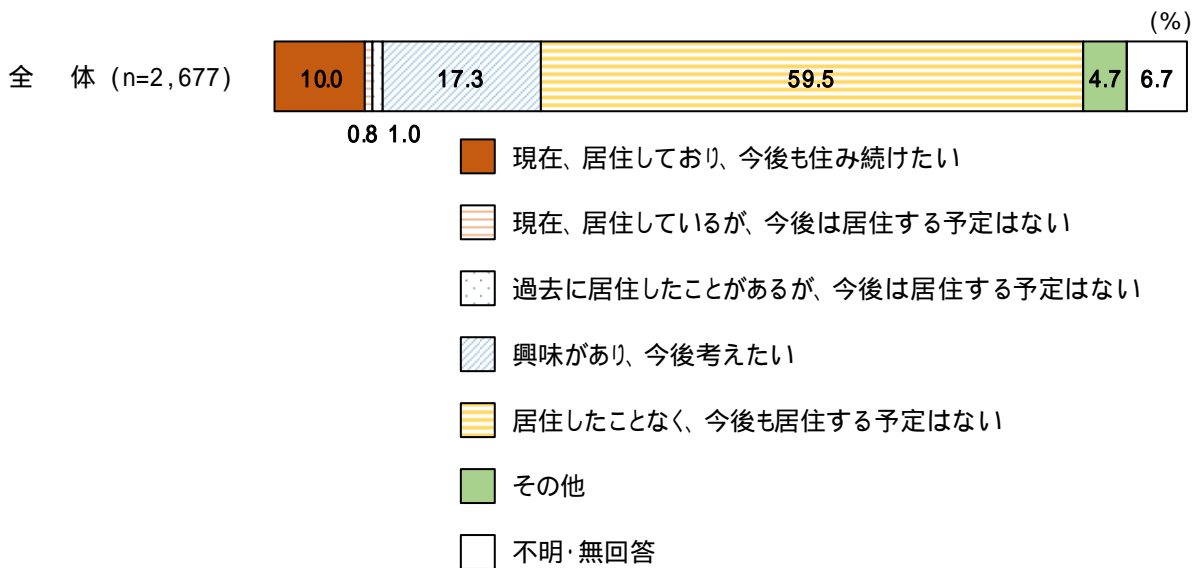 (%)
全 体 (n=2,677)
10.0 17.3 59.5 4.7 6.7
0.8 1.0
現在、居住しており、今後も住み続けたい
現在、居住しているが、今後は居住する予定はない
過去に居住したことがあるが、今後は居住する予定はない
興味があり、今後考えたい
居住したことなく、今後も居住する予定はない
その他
不明・無回答